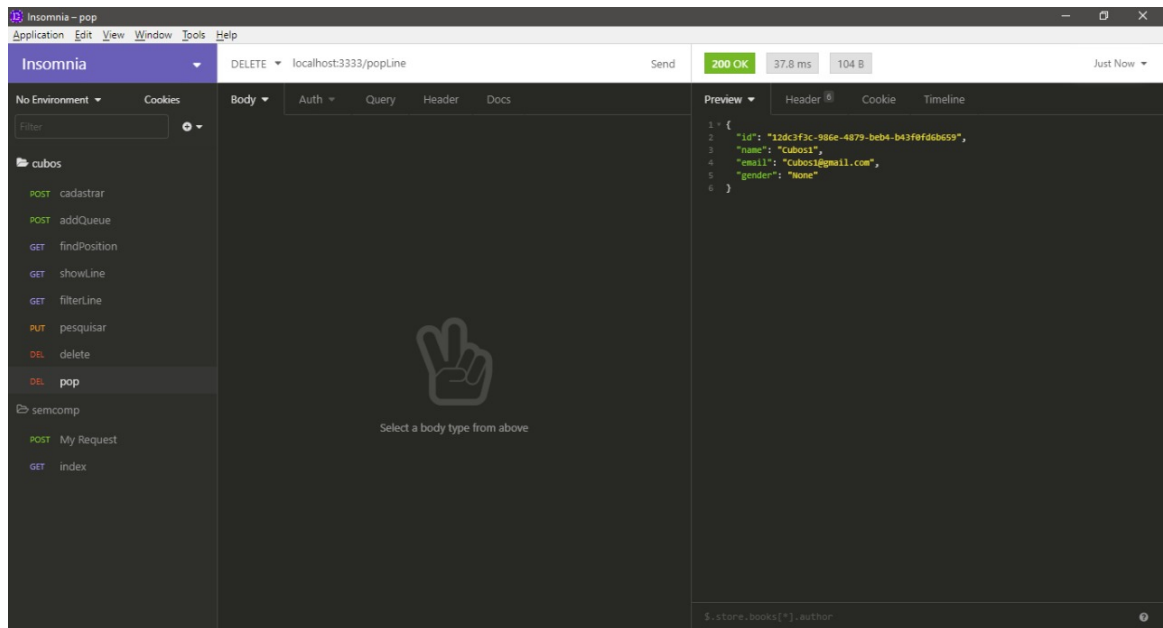 Insomnia – pop
Application Edit View Window Tools Help
Insomnia
DELETE localhost:3333/popLine Send
200 OK 37.8 ms 104 B Just Now
No Environment Cookies
Body Auth Query Header Docs
Preview Header 6 Cookie Timeline
Filter
cubos
POST cadastrar
POST addQueue
GET findPosition
GET showLine
GET filterLine
PUT pesquisar
DEL delete
DEL pop
semcomp
POST My Request
GET index
Select a body type from above
1 {
2 "id": "12dc3f3c-986e-4879-beb4-b43f0fd6b659",
3 "name": "Cubos1",
4 "email": "Cubos1@gmail.com",
5 "gender": "None"
6 }
$.store.books[*].author